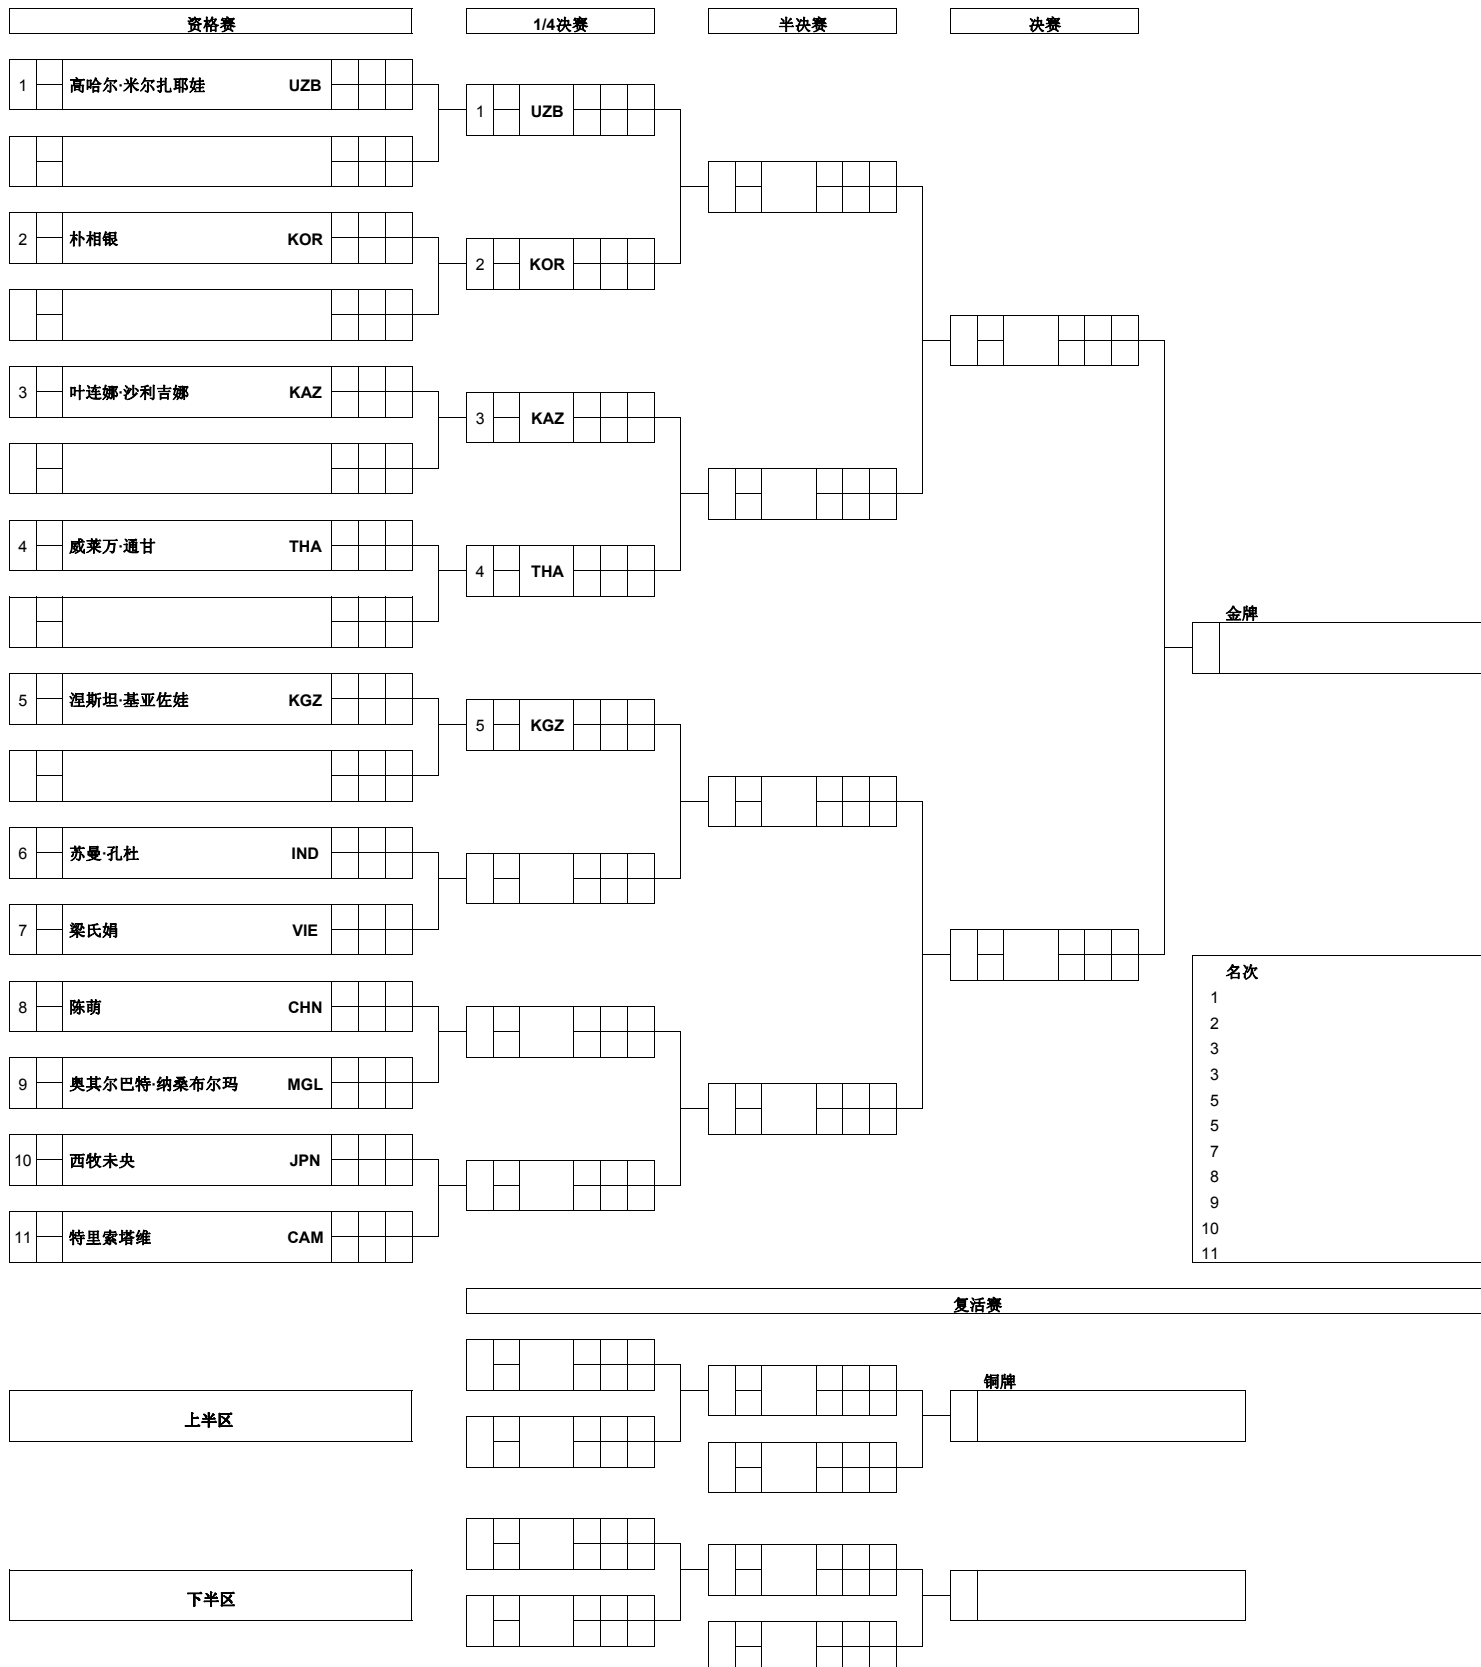 资格赛 1/4决赛 半决赛 决赛
1 高哈尔·米尔扎耶娃 UZB
1 UZB
2 朴相银 KOR
2 KOR
3 叶连娜·沙利吉娜 KAZ
3 KAZ
4 威莱万·通甘 THA
4 THA
金牌
5 涅斯坦·基亚佐娃 KGZ
5 KGZ
6 苏曼·孔杜 IND
7 梁氏娟 VIE
8 陈萌 CHN
9 奥其尔巴特·纳桑布尔玛 MGL
10 西牧未央 JPN
11 特里索塔维 CAM
名次
1
2
3
3
5
5
7
8
9
10
11
复活赛
铜牌
上半区
下半区